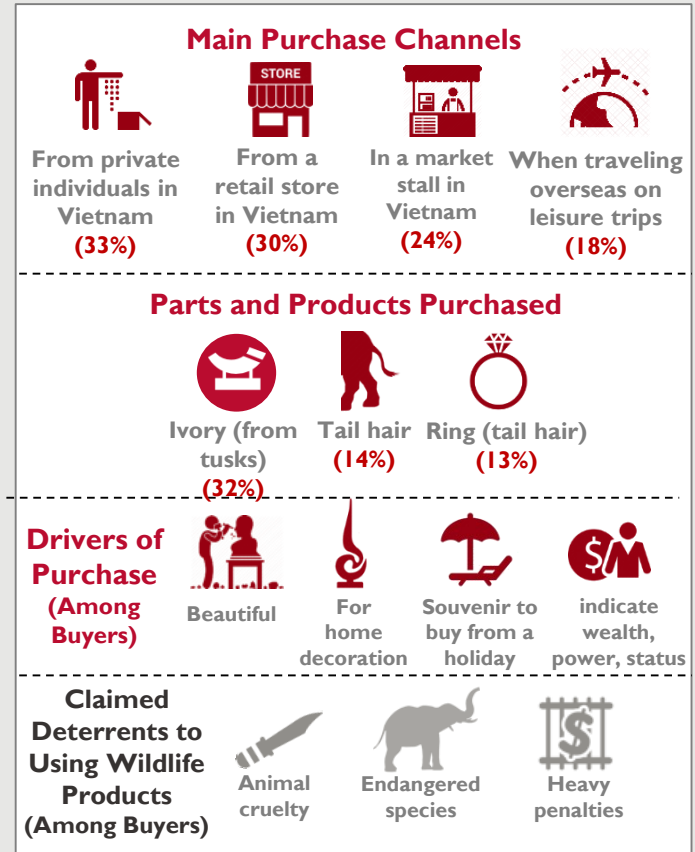 Main Purchase Channels
STORE
From private
individuals in
Vietnam
(33%)
From a
retail store
in Vietnam
(30%)
In a market
stall in
Vietnam
(24%)
When traveling
overseas on
leisure trips
(18%)
Parts and Products Purchased
Ivory (from
tusks)
(32%)
Tail hair
(14%)
Ring (tail hair)
(13%)
Drivers of
Purchase
(Among
Buyers)
Beautiful
For
home
decoration
Souvenir to
buy from a
holiday
$
indicate
wealth,
power, status
Claimed
Deterrents to
Using Wildlife
Products
(Among Buyers)
Animal
cruelty
Endangered
species
$
Heavy
penalties